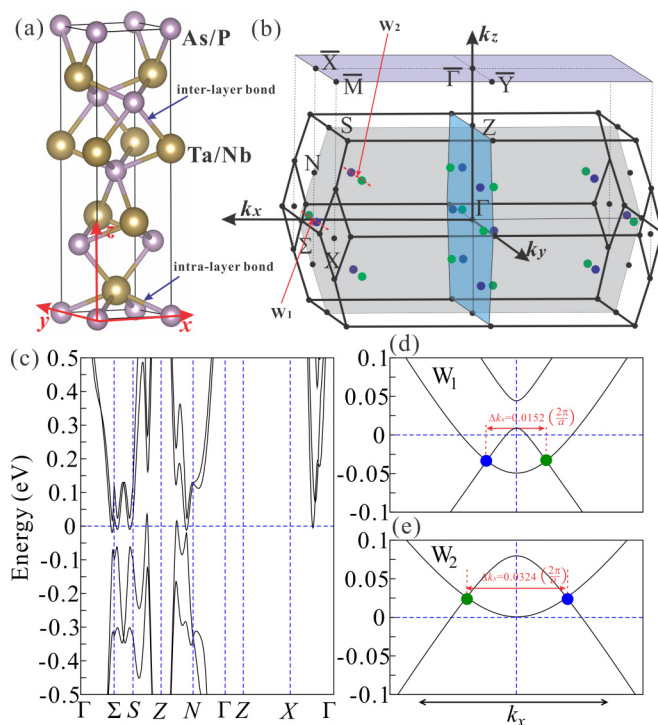 (a)
As/P
inter-layer bond
Ta/Nb
z
intra-layer bond
y
x
(b)
W₂
kz
X̅
M̅
Γ̅
Y̅
S
Z
N
Γ
kx
Σ
X
ky
W₁
(c)
Energy (eV)
0.5
0.4
0.3
0.2
0.1
0
-0.1
-0.2
-0.3
-0.4
-0.5
Γ Σ S Z N Γ Z X Γ
(d)
W₁
0.1
0.05
0
-0.05
-0.1
Δkx=0.0152 (2π/a)
(e)
W₂
0.1
0.05
0
-0.05
-0.1
Δkx=0.0324 (2π/a)
kx